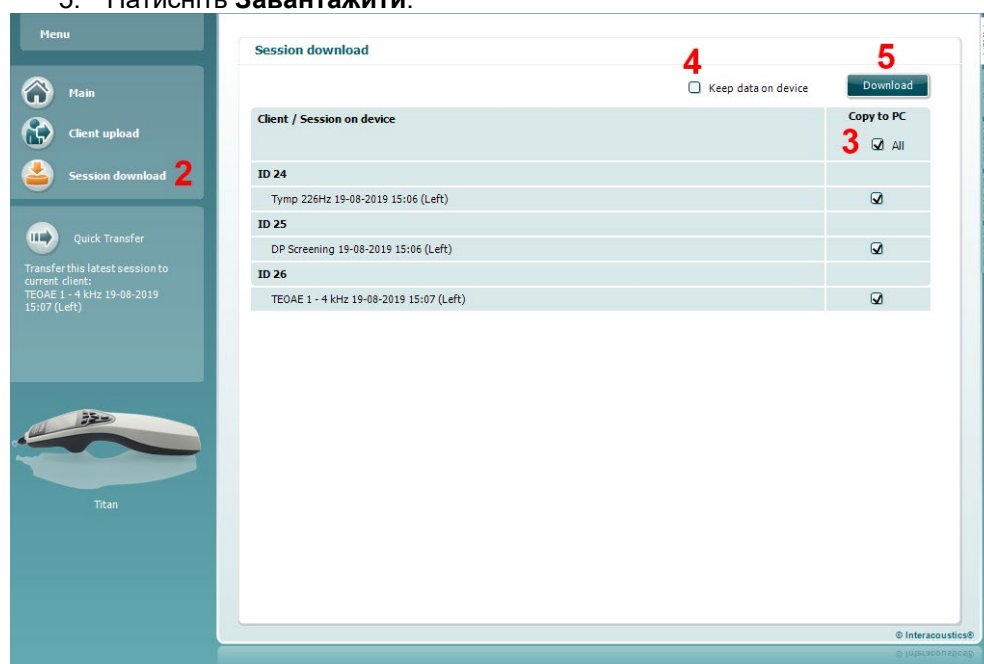 5. Натисніть Завантажити.
Menu
Main
Client upload
Session download 2
Quick Transfer
Transfer this latest session to
current client:
TEOAE 1 - 4 kHz 19-08-2019
15:07 (Left)
Titan
Session download
4
5
Keep data on device
Download
Client / Session on device
Copy to PC
3 All
ID 24
Tymp 226Hz 19-08-2019 15:06 (Left)
ID 25
DP Screening 19-08-2019 15:06 (Left)
ID 26
TEOAE 1 - 4 kHz 19-08-2019 15:07 (Left)
© Interacoustics®